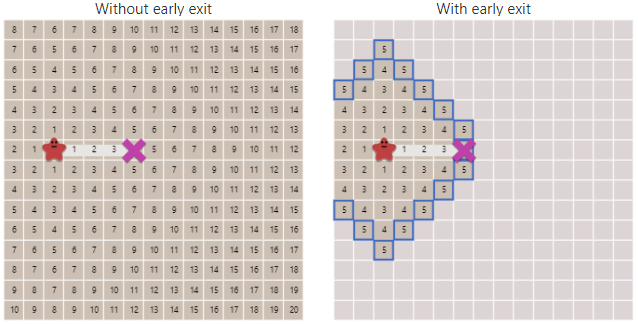 Without early exit
8 7 6 7 8 9 10 11 12 13 14 15 16 17 18
7 6 5 6 7 8 9 10 11 12 13 14 15 16 17
6 5 4 5 6 7 8 9 10 11 12 13 14 15 16
5 4 3 4 5 6 7 8 9 10 11 12 13 14 15
4 3 2 3 4 5 6 7 8 9 10 11 12 13 14
3 2 1 2 3 4 5 6 7 8 9 10 11 12 13
2 1 1 2 3 5 6 7 8 9 10 11 12
3 2 1 2 3 4 5 6 7 8 9 10 11 12 13
4 3 2 3 4 5 6 7 8 9 10 11 12 13 14
5 4 3 4 5 6 7 8 9 10 11 12 13 14 15
6 5 4 5 6 7 8 9 10 11 12 13 14 15 16
7 6 5 6 7 8 9 10 11 12 13 14 15 16 17
8 7 6 7 8 9 10 11 12 13 14 15 16 17 18
9 8 7 8 9 10 11 12 13 14 15 16 17 18 19
10 9 8 9 10 11 12 13 14 15 16 17 18 19 20
With early exit
5
5 4 5
5 4 3 4 5
4 3 2 3 4 5
3 2 1 2 3 4 5
2 1 1 2 3
3 2 1 2 3 4 5
4 3 2 3 4 5
5 4 3 4 5
5 4 5
5